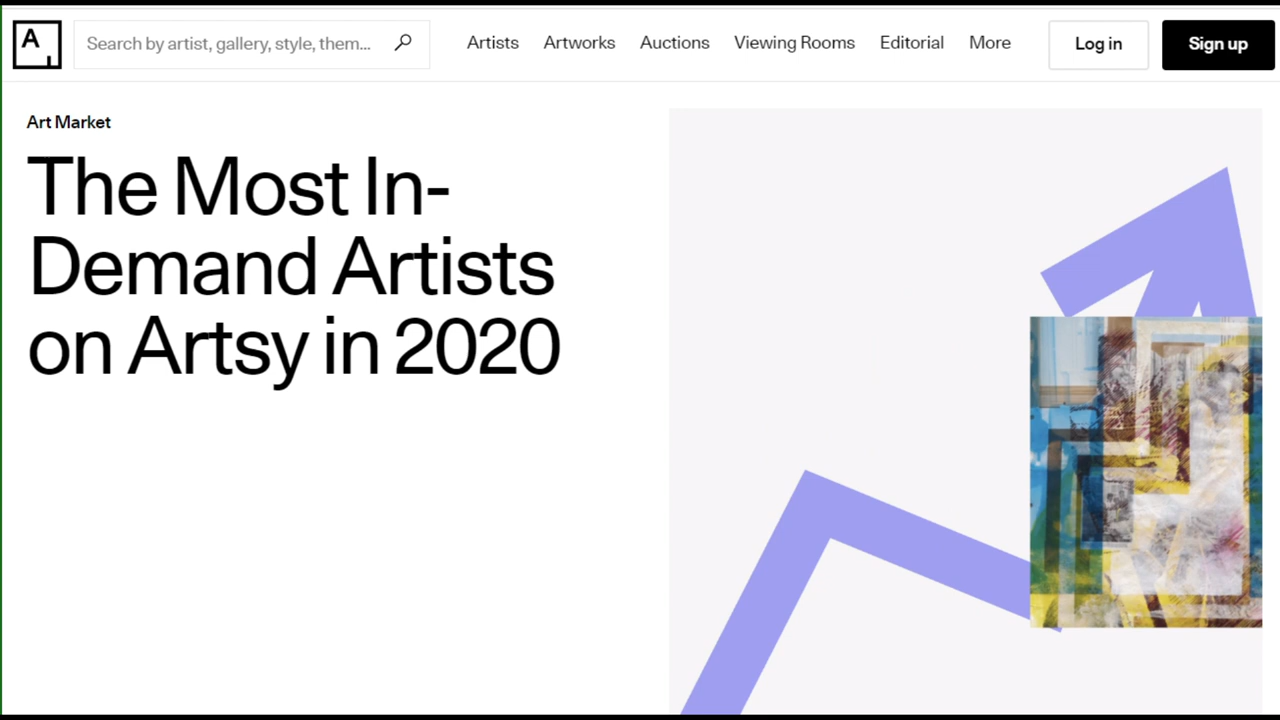 A
Search by artist, gallery, style, them...
Artists Artworks Auctions Viewing Rooms Editorial More Log in Sign up
Art Market
The Most In-
Demand Artists
on Artsy in 2020